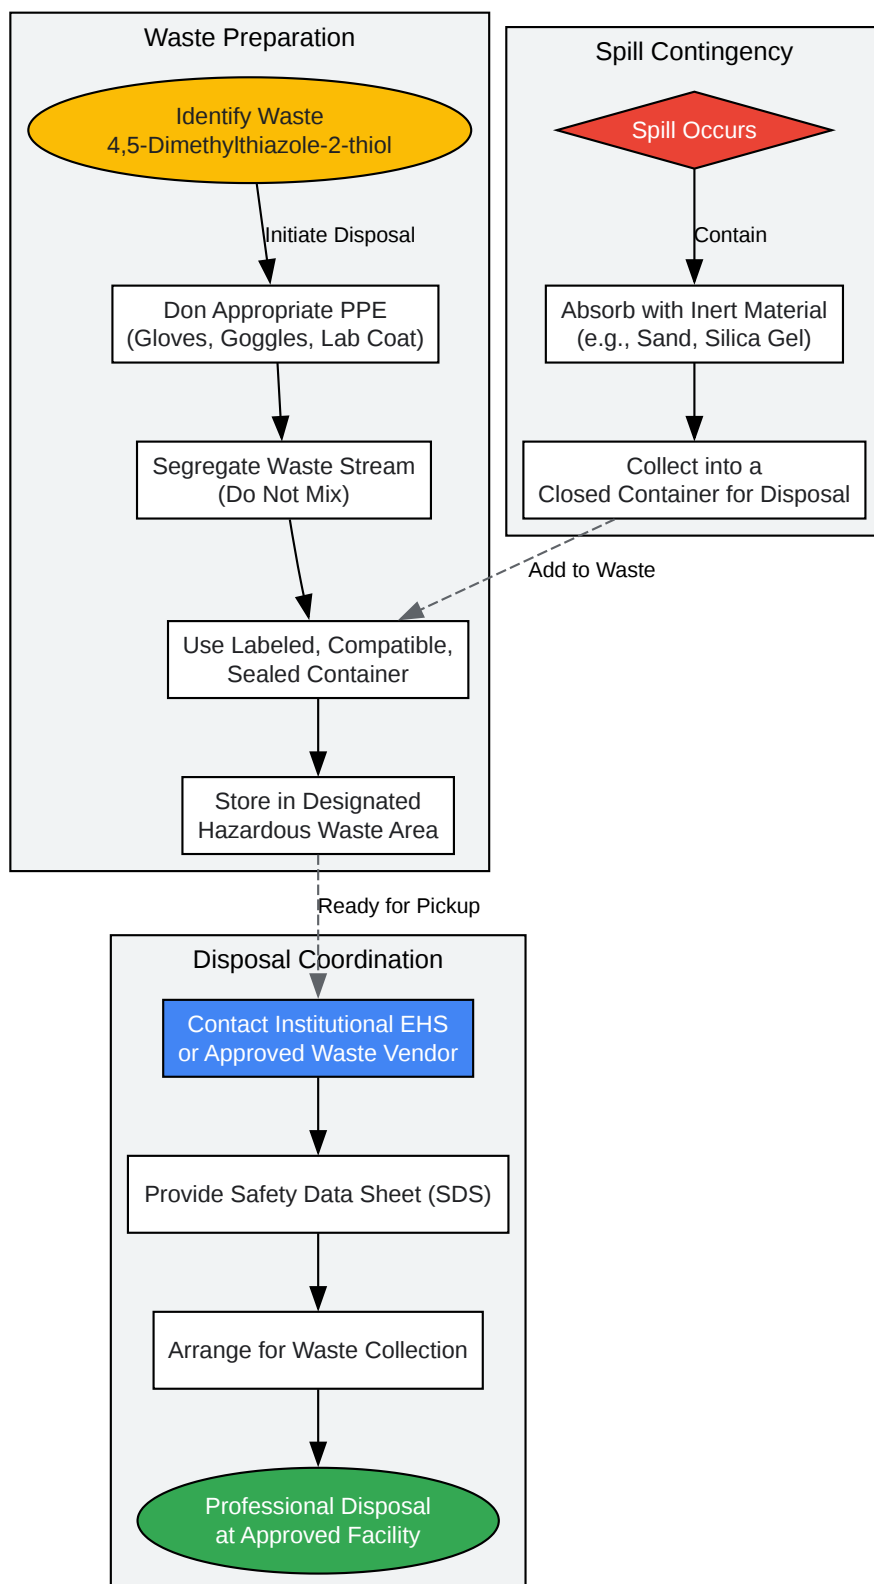 Waste Preparation
Identify Waste
4,5-Dimethylthiazole-2-thiol
Initiate Disposal
Don Appropriate PPE
(Gloves, Goggles, Lab Coat)
Segregate Waste Stream
(Do Not Mix)
Use Labeled, Compatible,
Sealed Container
Store in Designated
Hazardous Waste Area
Spill Contingency
Spill Occurs
Contain
Absorb with Inert Material
(e.g., Sand, Silica Gel)
Collect into a
Closed Container for Disposal
Add to Waste
Ready for Pickup
Disposal Coordination
Contact Institutional EHS
or Approved Waste Vendor
Provide Safety Data Sheet (SDS)
Arrange for Waste Collection
Professional Disposal
at Approved Facility